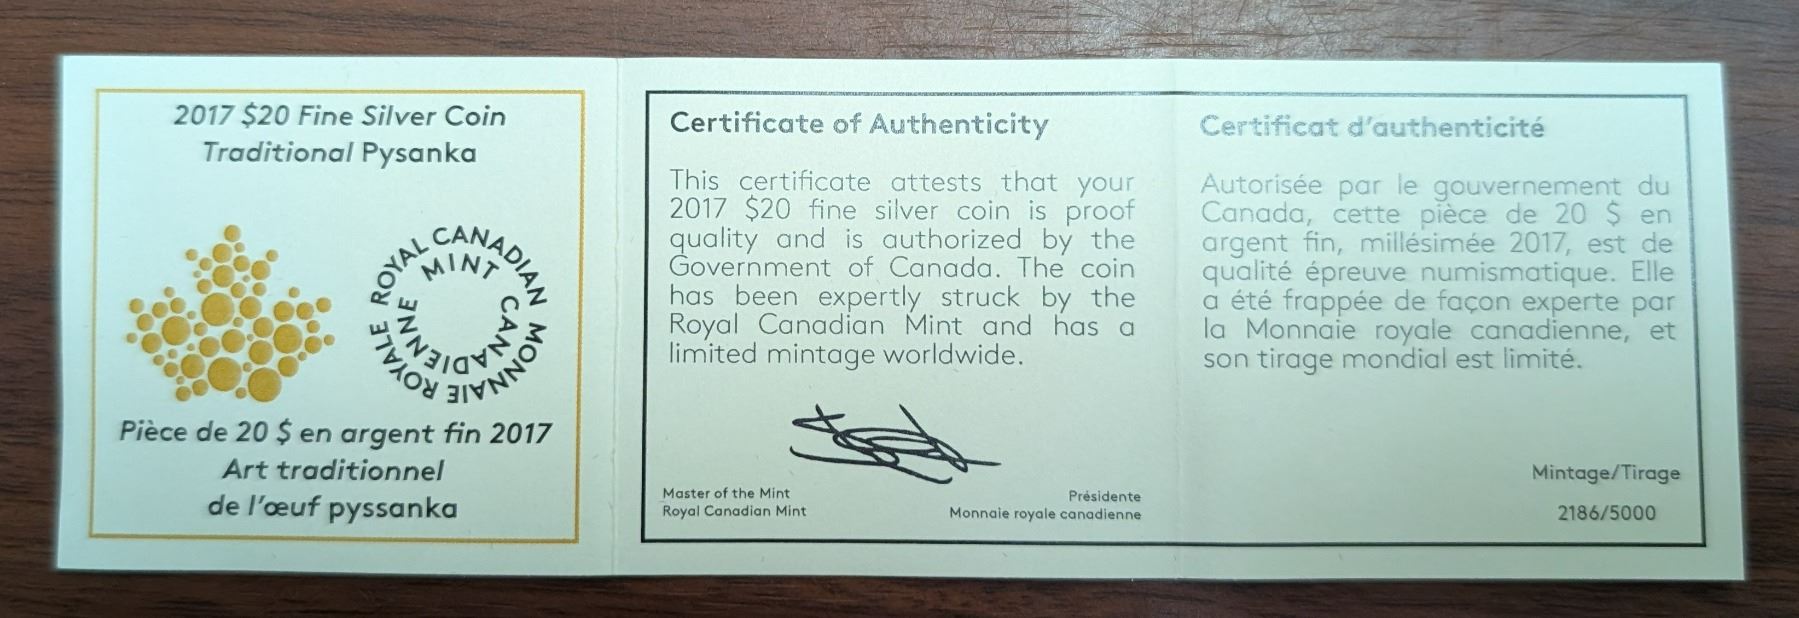 2017 $20 Fine Silver Coin
Traditional Pysanka
ROYAL CANADIAN MINT
MONNAIE ROYALE CANADIENNE
Pièce de 20 $ en argent fin 2017
Art traditionnel
de l'œuf pyssanka
Certificate of Authenticity
This certificate attests that your
2017 $20 fine silver coin is proof
quality and is authorized by the
Government of Canada. The coin
has been expertly struck by the
Royal Canadian Mint and has a
limited mintage worldwide.
Master of the Mint
Royal Canadian Mint
Présidente
Monnaie royale canadienne
Certificat d'authenticité
Autorisée par le gouvernement du
Canada, cette pièce de 20 $ en
argent fin, millésimée 2017, est de
qualité épreuve numismatique. Elle
a été frappée de façon experte par
la Monnaie royale canadienne, et
son tirage mondial est limité.
Mintage/Tirage
2186/5000